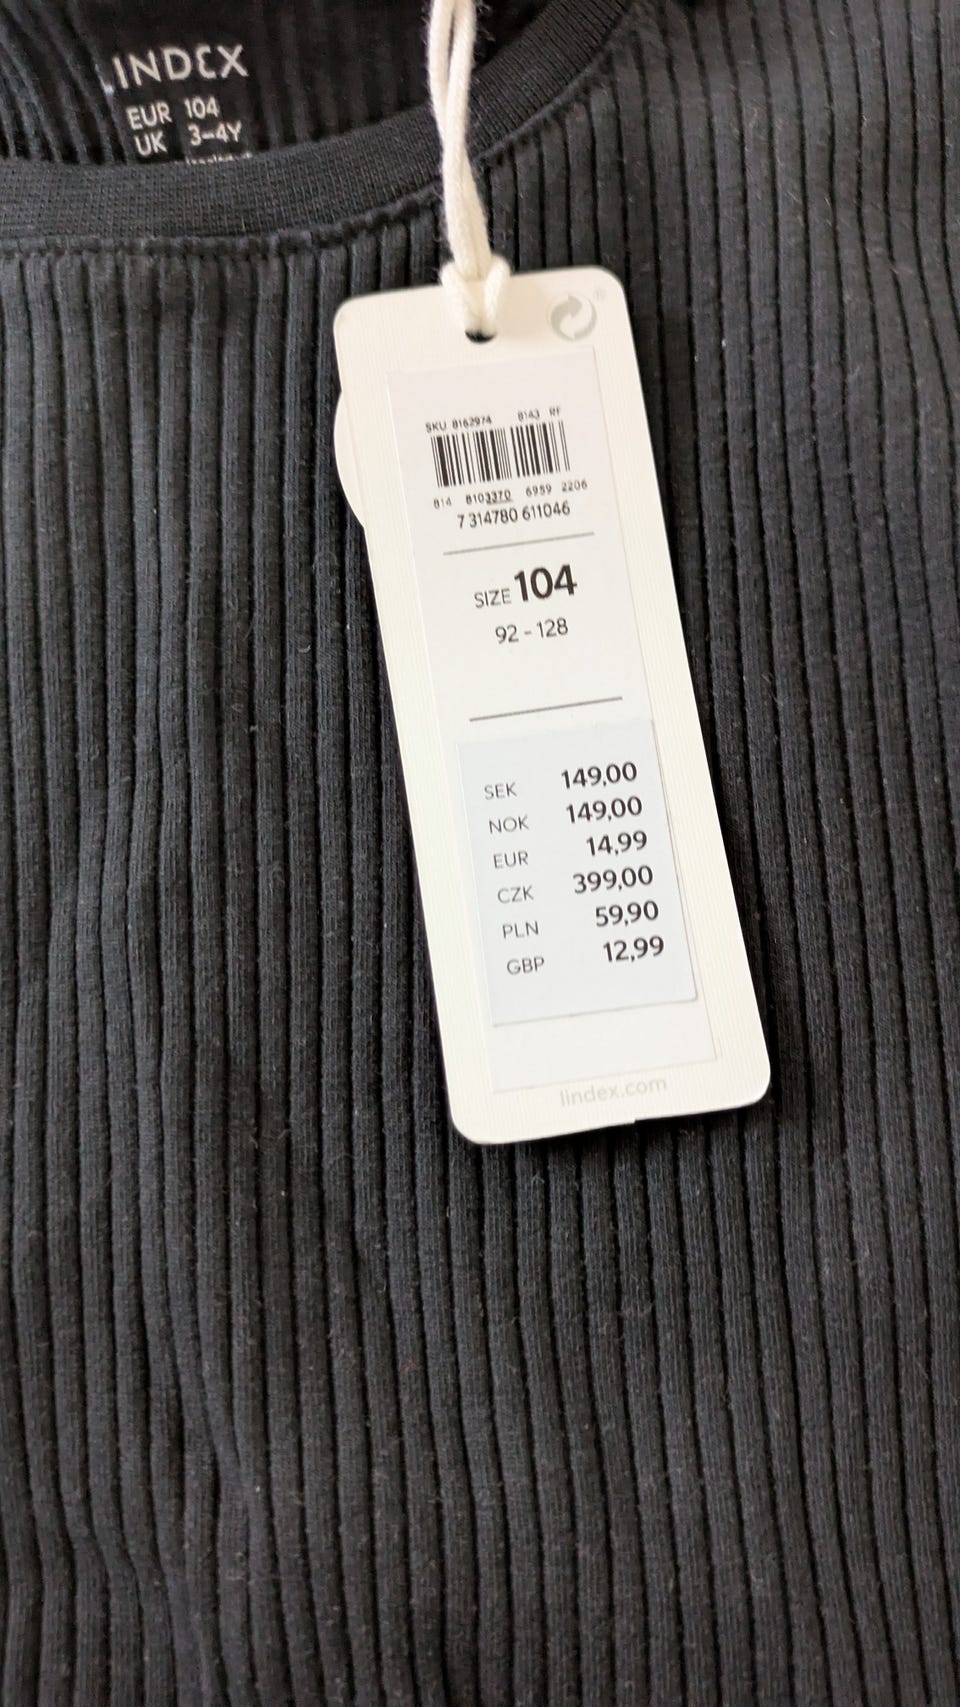 LINDEX
EUR 104
UK 3-4Y
SKU 8162974 8143 RF
814 8103370 6959 2206
7 314780 611046
SIZE 104
92 - 128
SEK 149,00
NOK 149,00
EUR 14,99
CZK 399,00
PLN 59,90
GBP 12,99
lindex.com